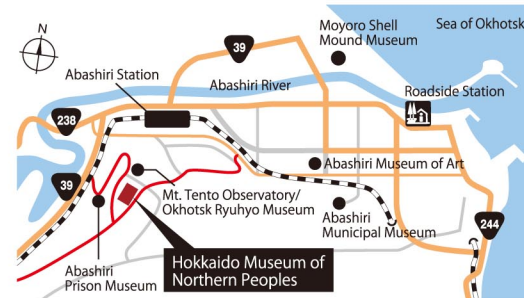 Moyoro Shell
Mound Museum
Sea of Okhotsk
N
39
Abashiri Station
Abashiri River
Roadside Station
238
39
Abashiri Museum of Art
Mt. Tento Observatory/
Okhotsk Ryuhyo Museum
Abashiri
Municipal Museum
244
Abashiri
Prison Museum
Hokkaido Museum of
Northern Peoples